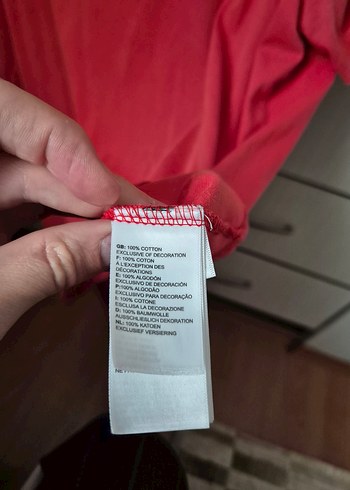 GB: 100% COTTON
EXCLUSIVE OF DECORATION
F: 100% COTON
A L'EXCEPTION DES
DÉCORATIONS
E: 100% ALGODÓN
EXCLUSIVO DE DECORACIÓN
P:100% ALGODÃO
EXCLUSIVO PARA DECORAÇÃO
I: 100% COTONE
ESCLUSA LA DECORAZIONE
D: 100% BAUMWOLLE
AUSSCHLIESSLICH DEKORATION
NL: 100% KATOEN
EXCLUSIEF VERSIERING